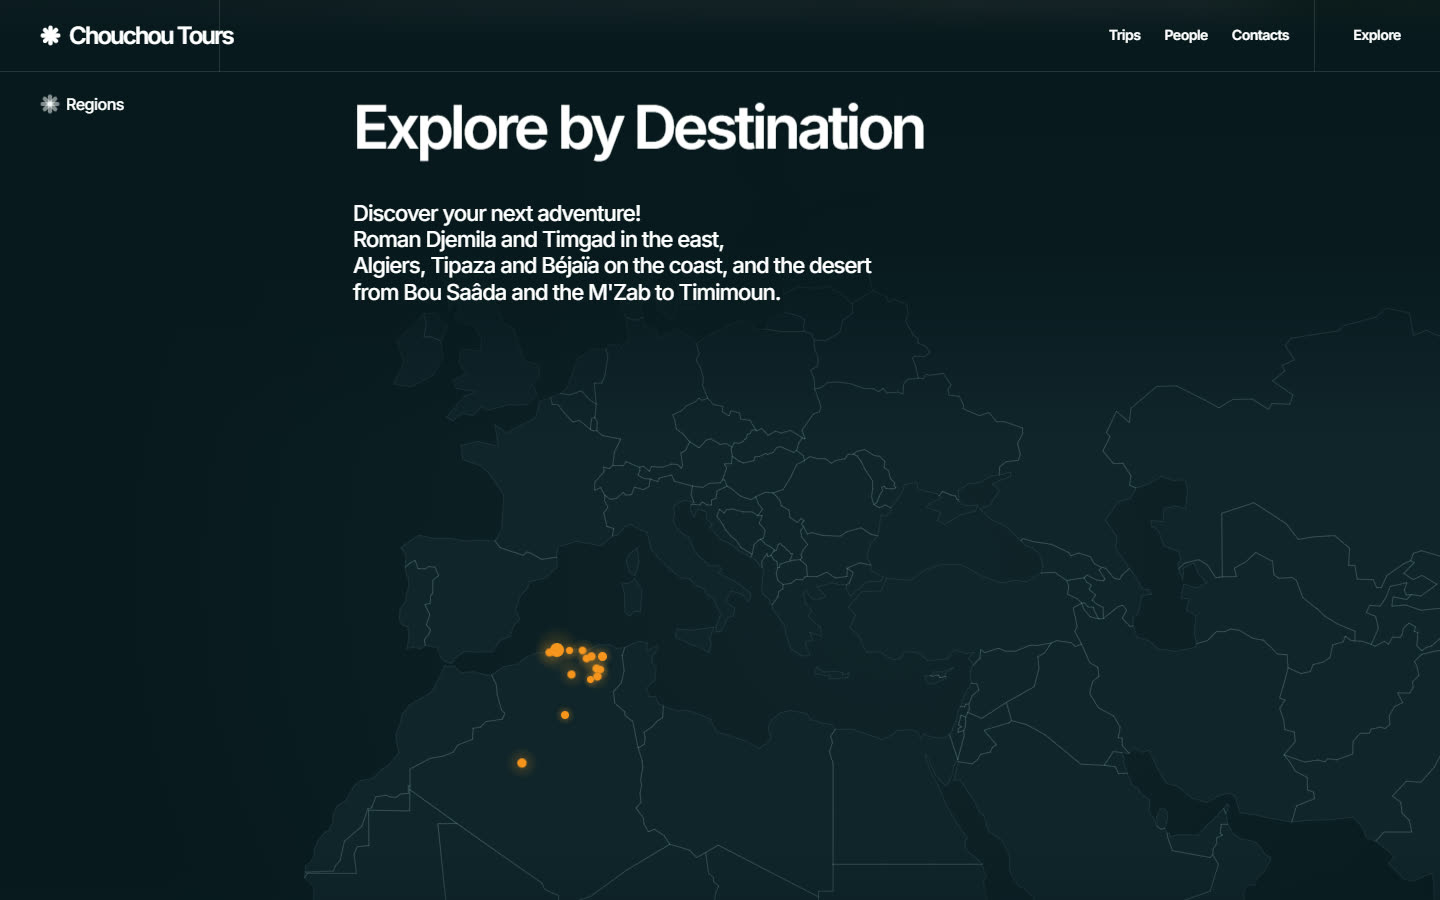 Chouchou Tours
Trips
People
Contacts
Explore
Regions
Explore by Destination
Discover your next adventure!
Roman Djemila and Timgad in the east,
Algiers, Tipaza and Béjaïa on the coast, and the desert
from Bou Saâda and the M'Zab to Timimoun.